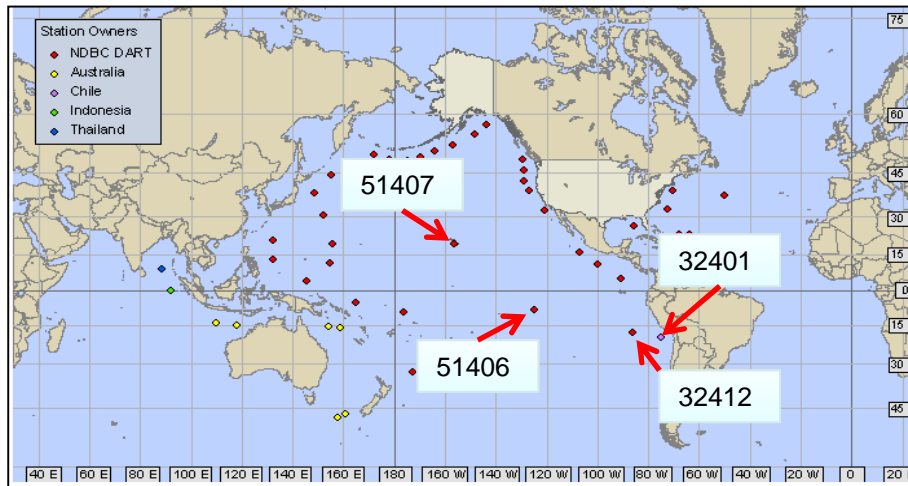 Station Owners
NDBC DART
Australia
Chile
Indonesia
Thailand
75
60
51407
45
30
32401
15
0
15
51406
32412
30
45
40 E 60 E 80 E 100 E 120 E 140 E 160 E 180 160 W 140 W 120 W 100 W 80 W 60 W 40 W 20 W 0 20